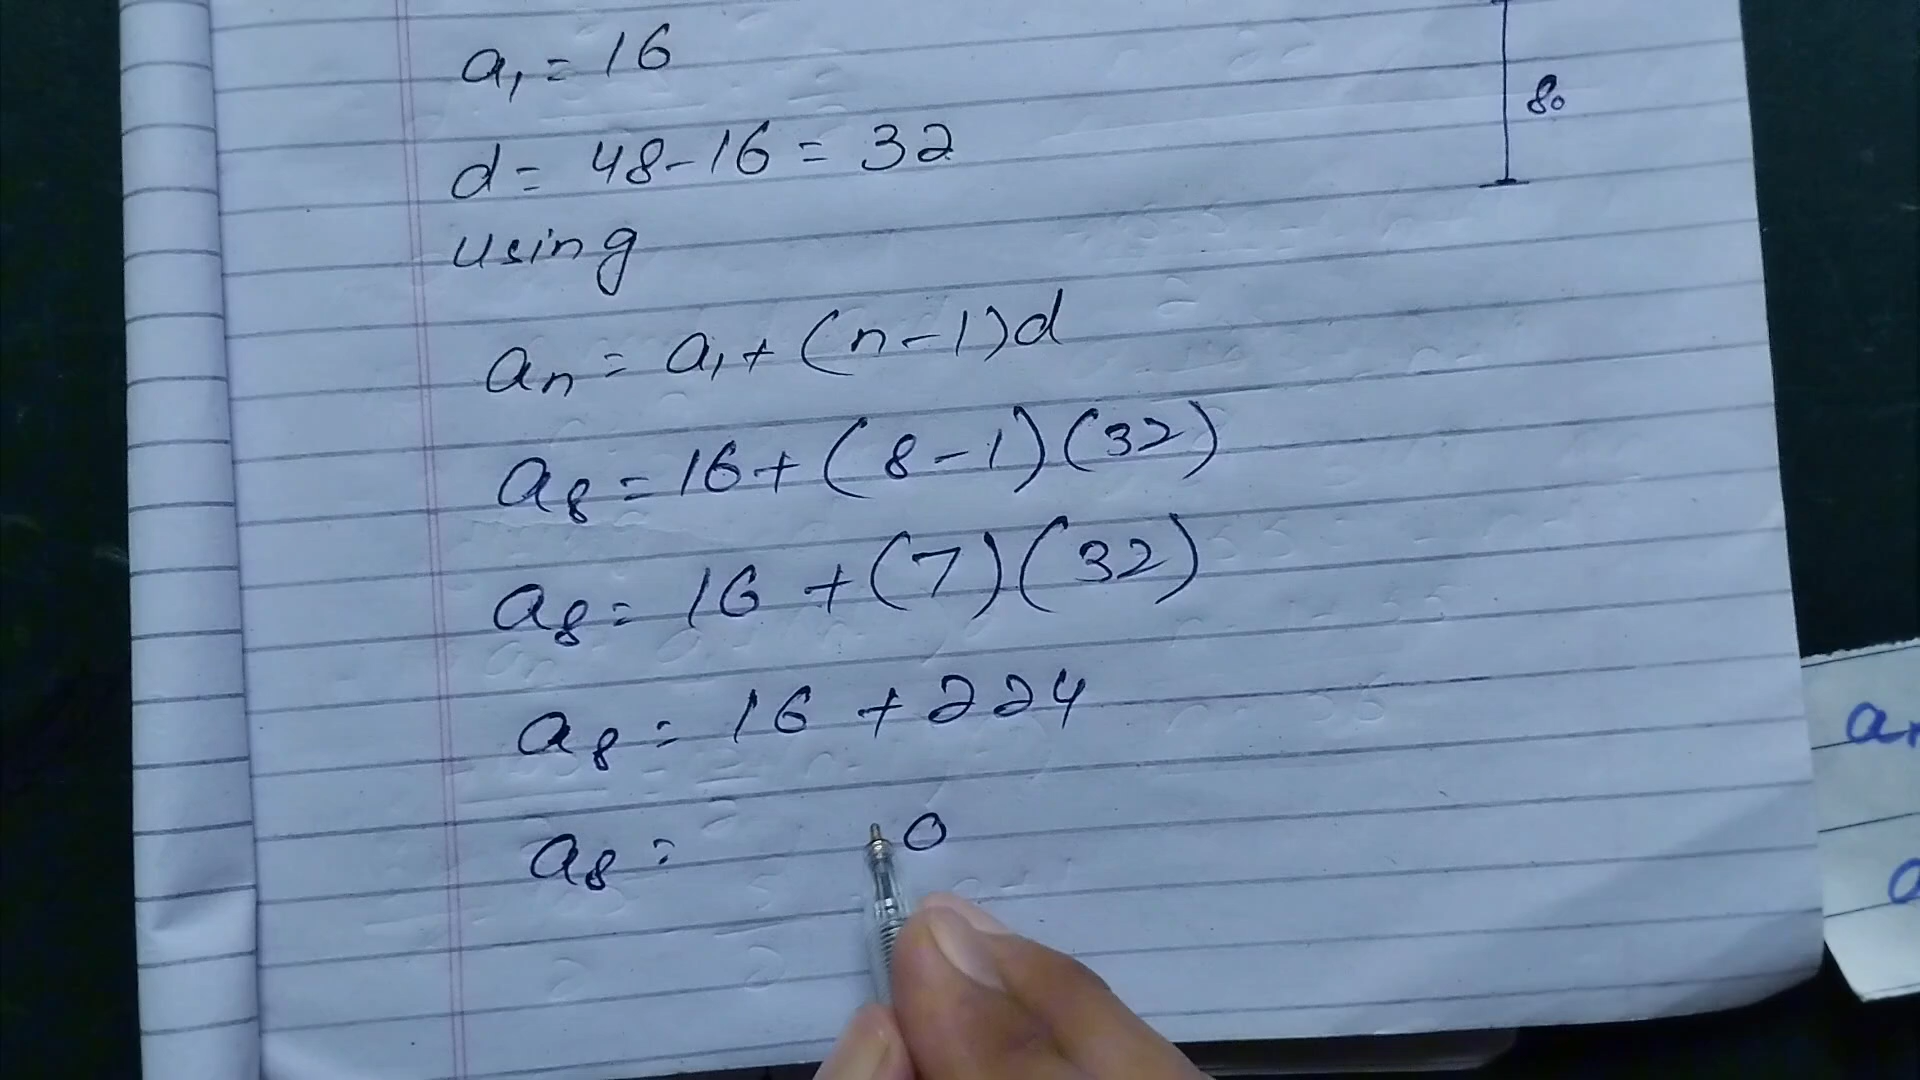 a₁ = 16
80
d = 48 - 16 = 32
using
aₙ = a₁ + (n - 1)d
a₈ = 16 + (8 - 1)(32)
a₈ = 16 + (7)(32)
a₈ = 16 + 224
a₈ = 0